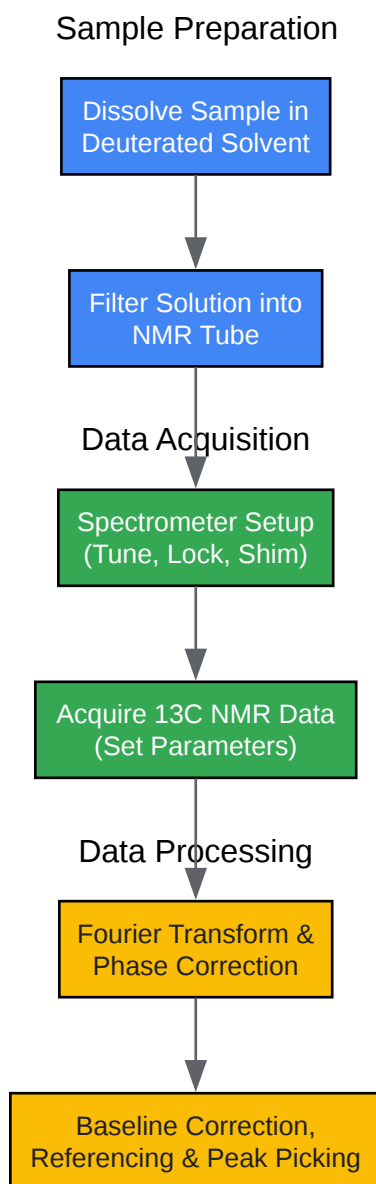 Sample Preparation
Dissolve Sample in
Deuterated Solvent
Filter Solution into
NMR Tube
Data Acquisition
Spectrometer Setup
(Tune, Lock, Shim)
Acquire 13C NMR Data
(Set Parameters)
Data Processing
Fourier Transform &
Phase Correction
Baseline Correction,
Referencing & Peak Picking